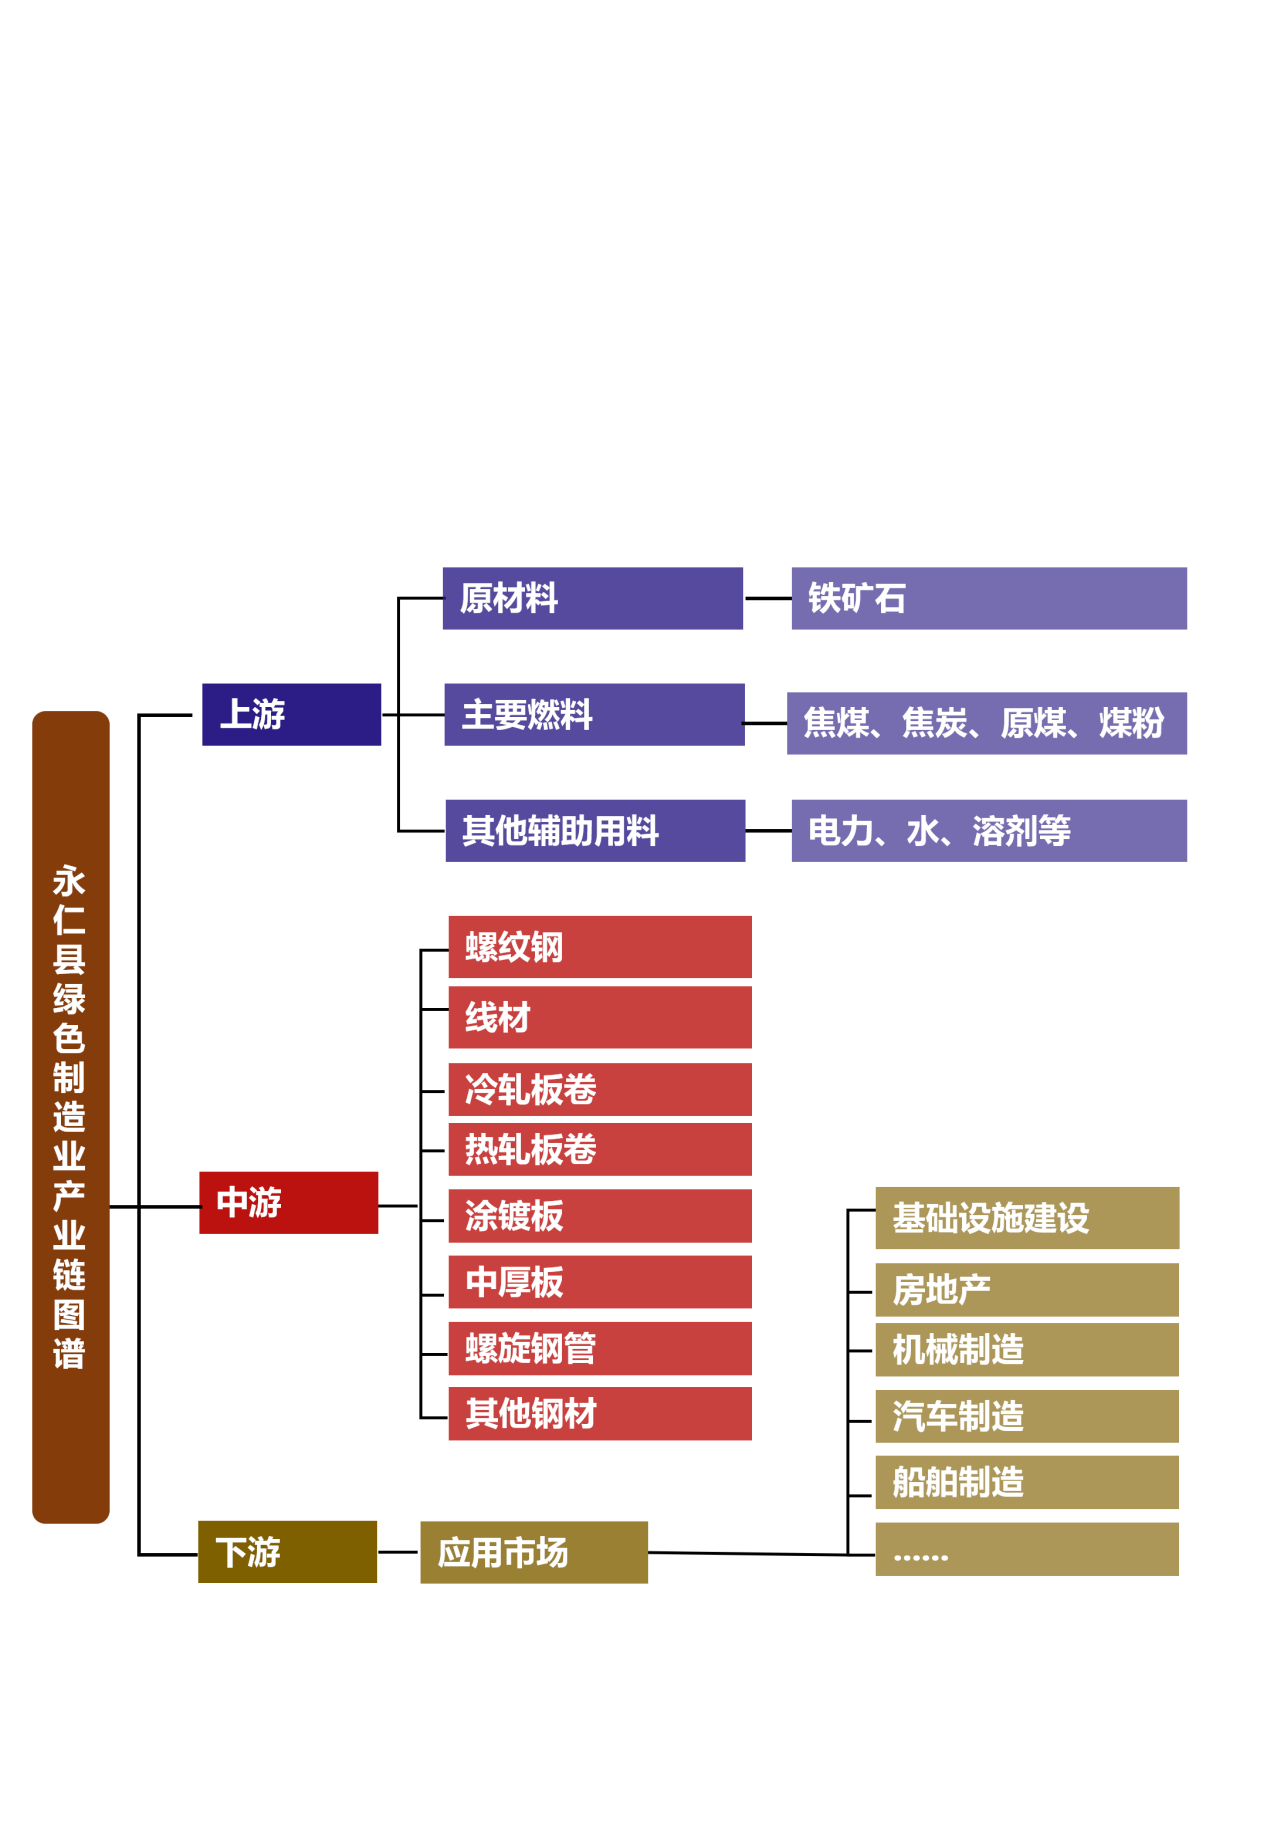 永仁县绿色制造业产业链图谱
上游
原材料
铁矿石
主要燃料
焦煤、焦炭、原煤、煤粉
其他辅助用料
电力、水、溶剂等
中游
螺纹钢
线材
冷轧板卷
热轧板卷
涂镀板
中厚板
螺旋钢管
其他钢材
下游
应用市场
基础设施建设
房地产
机械制造
汽车制造
船舶制造
……